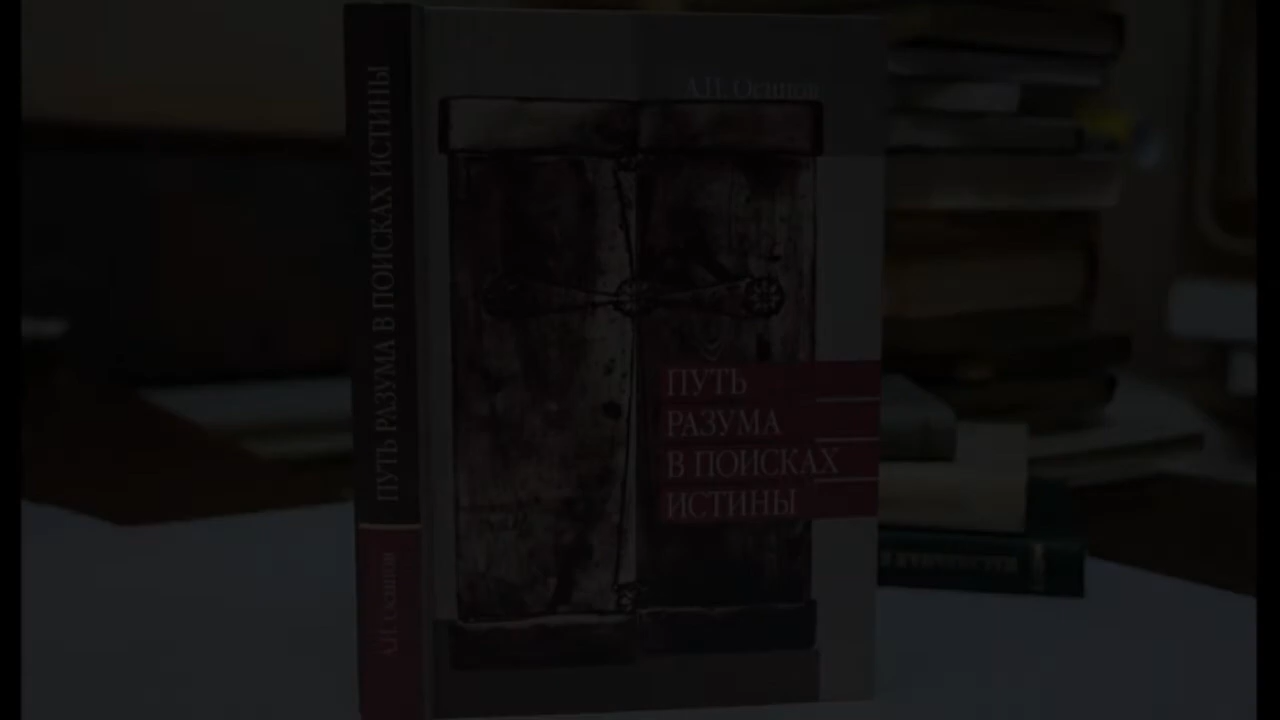 А.И. Осипов
ПУТЬ
РАЗУМА
В ПОИСКАХ
ИСТИНЫ
ПУТЬ РАЗУМА В ПОИСКАХ ИСТИНЫ
А.И. Осипов